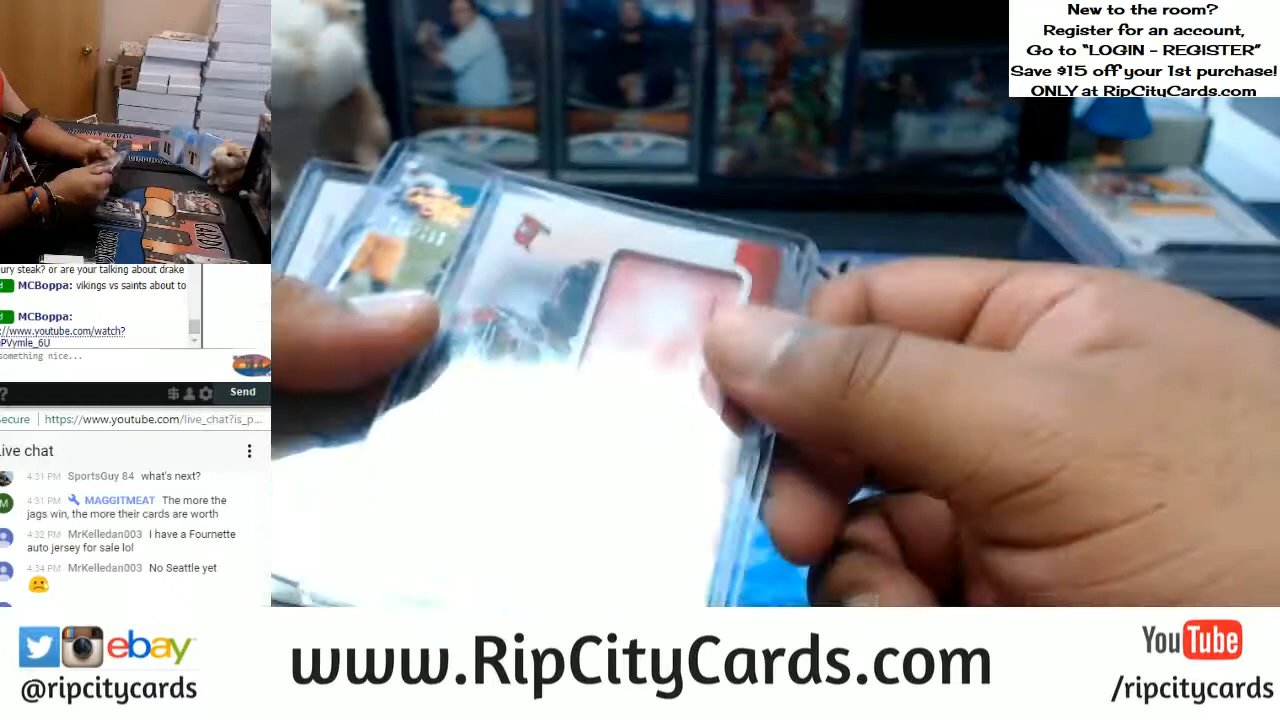 New to the room?
Register for an account,
Go to “LOGIN - REGISTER”
Save $15 off your 1st purchase!
ONLY at RipCityCards.com
ury steak? or are your talking about drake
MCBoppa: vikings vs saints about to
MCBoppa:
://www.youtube.com/watch?
PVymle_6U
something nice...
Send
ecure https://www.youtube.com/live_chat?is_p...
ive chat
4:31 PM SportsGuy 84 what's next?
M 4:31 PM MAGGITMEAT The more the
jags win, the more their cards are worth
4:32 PM MrKelledan003 I have a Fournette
auto jersey for sale lol
4:34 PM MrKelledan003 No Seattle yet
ebay
@ripcitycards
www.RipCityCards.com
YouTube
/ripcitycards